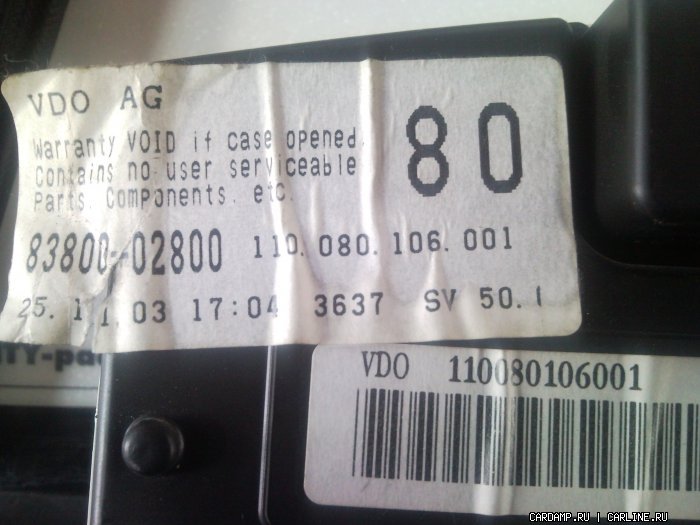 VDO AG
Warranty VOID if case opened.
Contains no user serviceable
Parts, Components, etc.
80
83800-02800 110.080.106.001
25.11.03 17:04 3637 SV 50.1
VDO 110080106001
CARDAMP.RU | CARLINE.RU